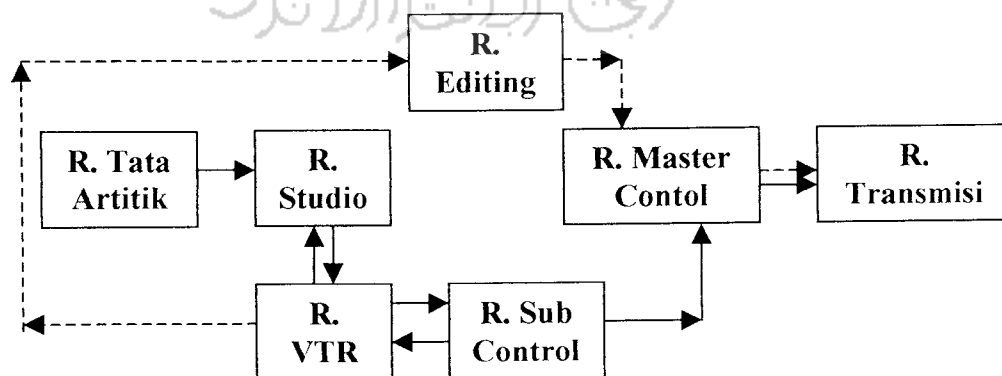 R.
Editing
R. Tata
Artitik
R.
Studio
R. Master
Contol
R.
Transmisi
R.
VTR
R. Sub
Control